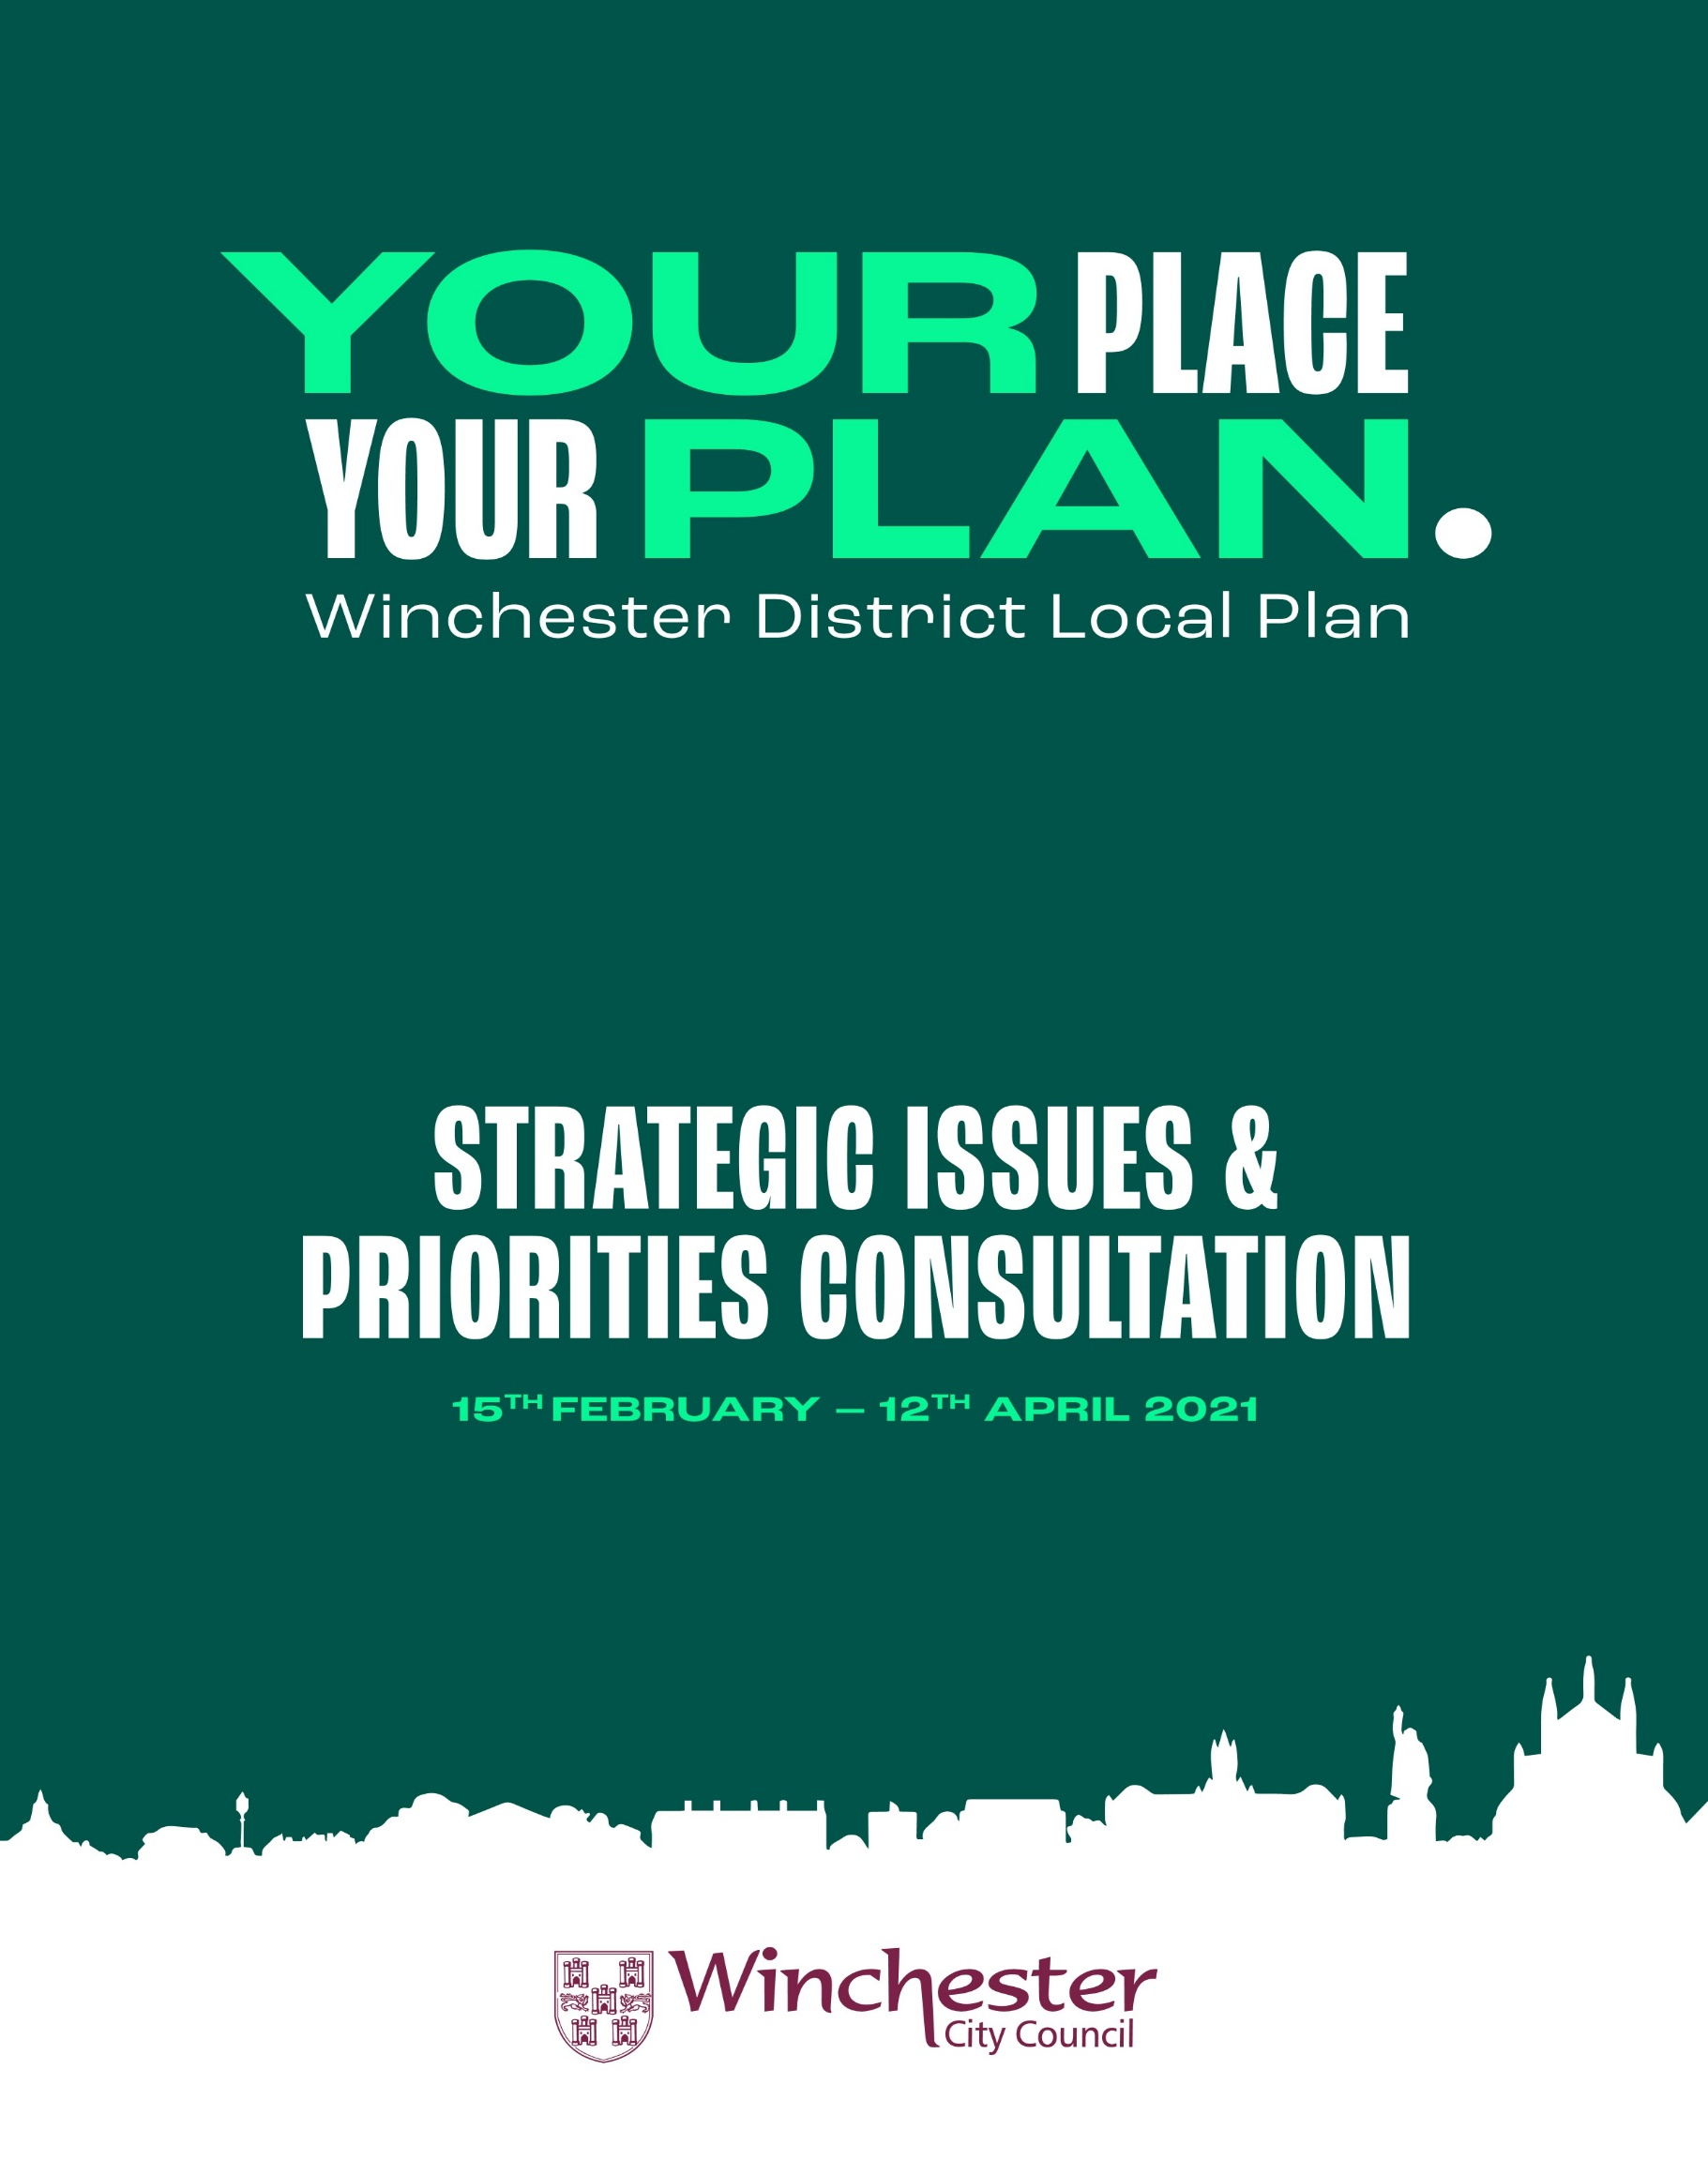 YOUR PLACE
YOUR PLAN.
Winchester District Local Plan
STRATEGIC ISSUES &
PRIORITIES CONSULTATION
15TH FEBRUARY – 12TH APRIL 2021
Winchester
City Council